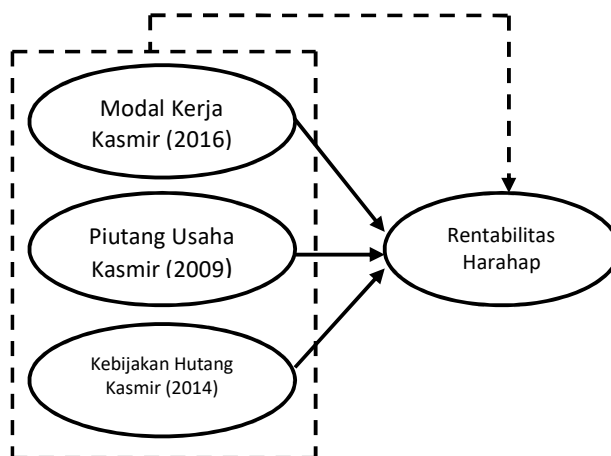 Modal Kerja
Kasmir (2016)
Piutang Usaha
Kasmir (2009)
Kebijakan Hutang
Kasmir (2014)
Rentabilitas
Harahap